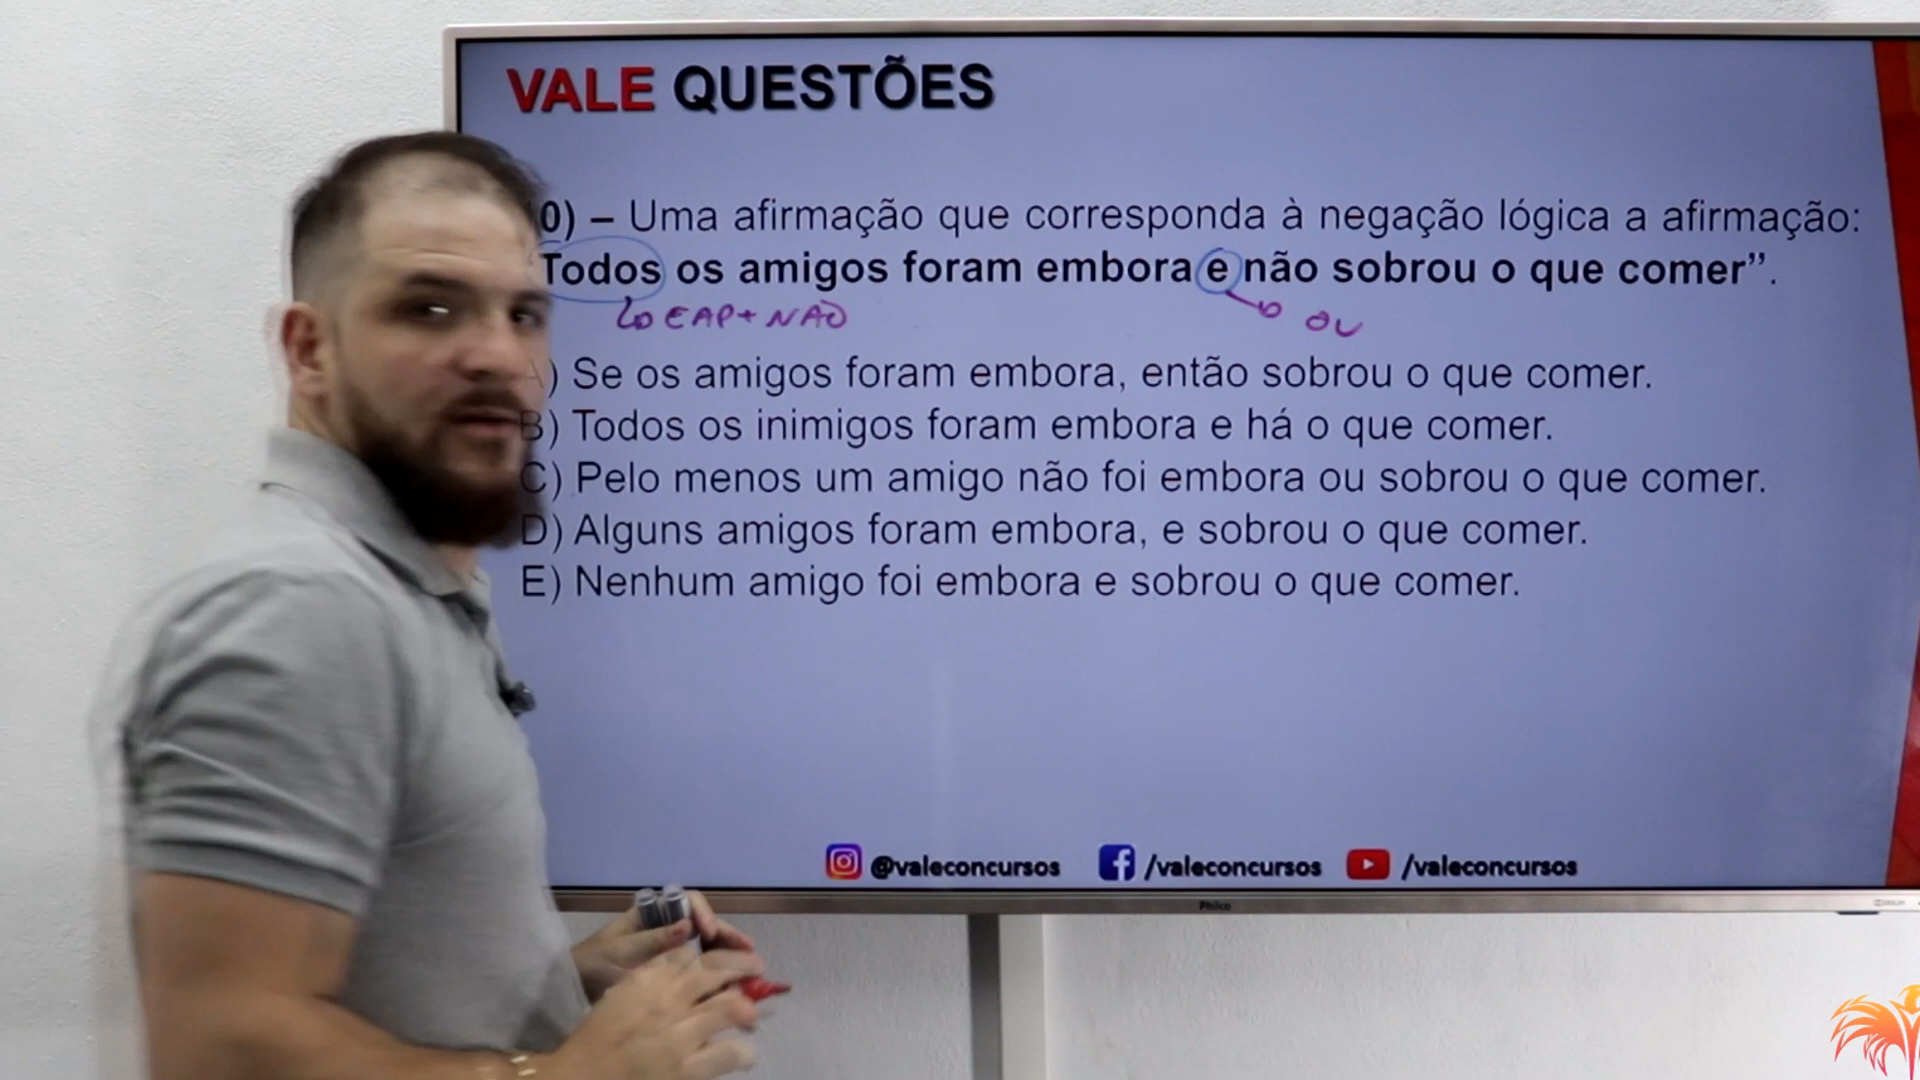 VALE QUESTÕES
0) – Uma afirmação que corresponda à negação lógica a afirmação:
Todos os amigos foram embora e não sobrou o que comer”.
EAP + NÃO
OU
A) Se os amigos foram embora, então sobrou o que comer.
B) Todos os inimigos foram embora e há o que comer.
C) Pelo menos um amigo não foi embora ou sobrou o que comer.
D) Alguns amigos foram embora, e sobrou o que comer.
E) Nenhum amigo foi embora e sobrou o que comer.
@valeconcursos /valeconcursos /valeconcursos
Philco